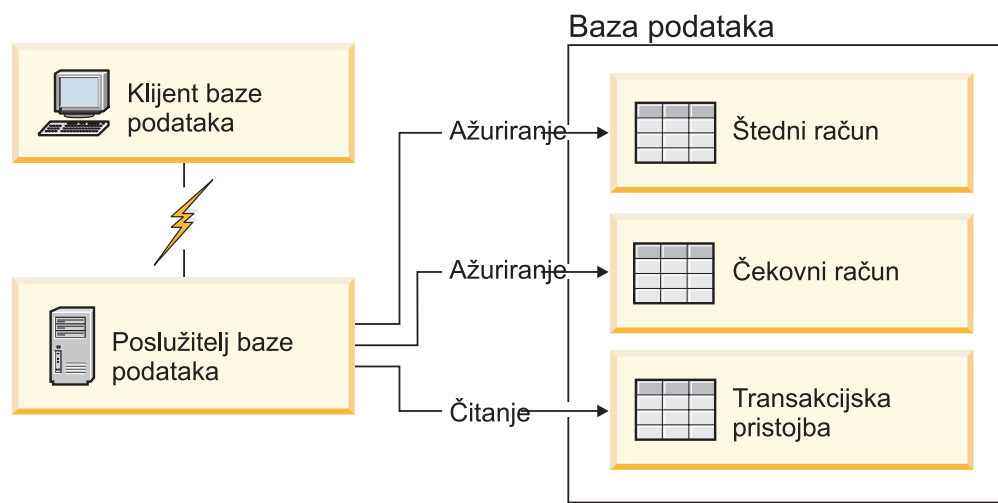 Baza podataka
Klijent baze
podataka
Ažuriranje
Štedni račun
Ažuriranje
Čekovni račun
Poslužitelj baze
podataka
Čitanje
Transakcijska
pristojba